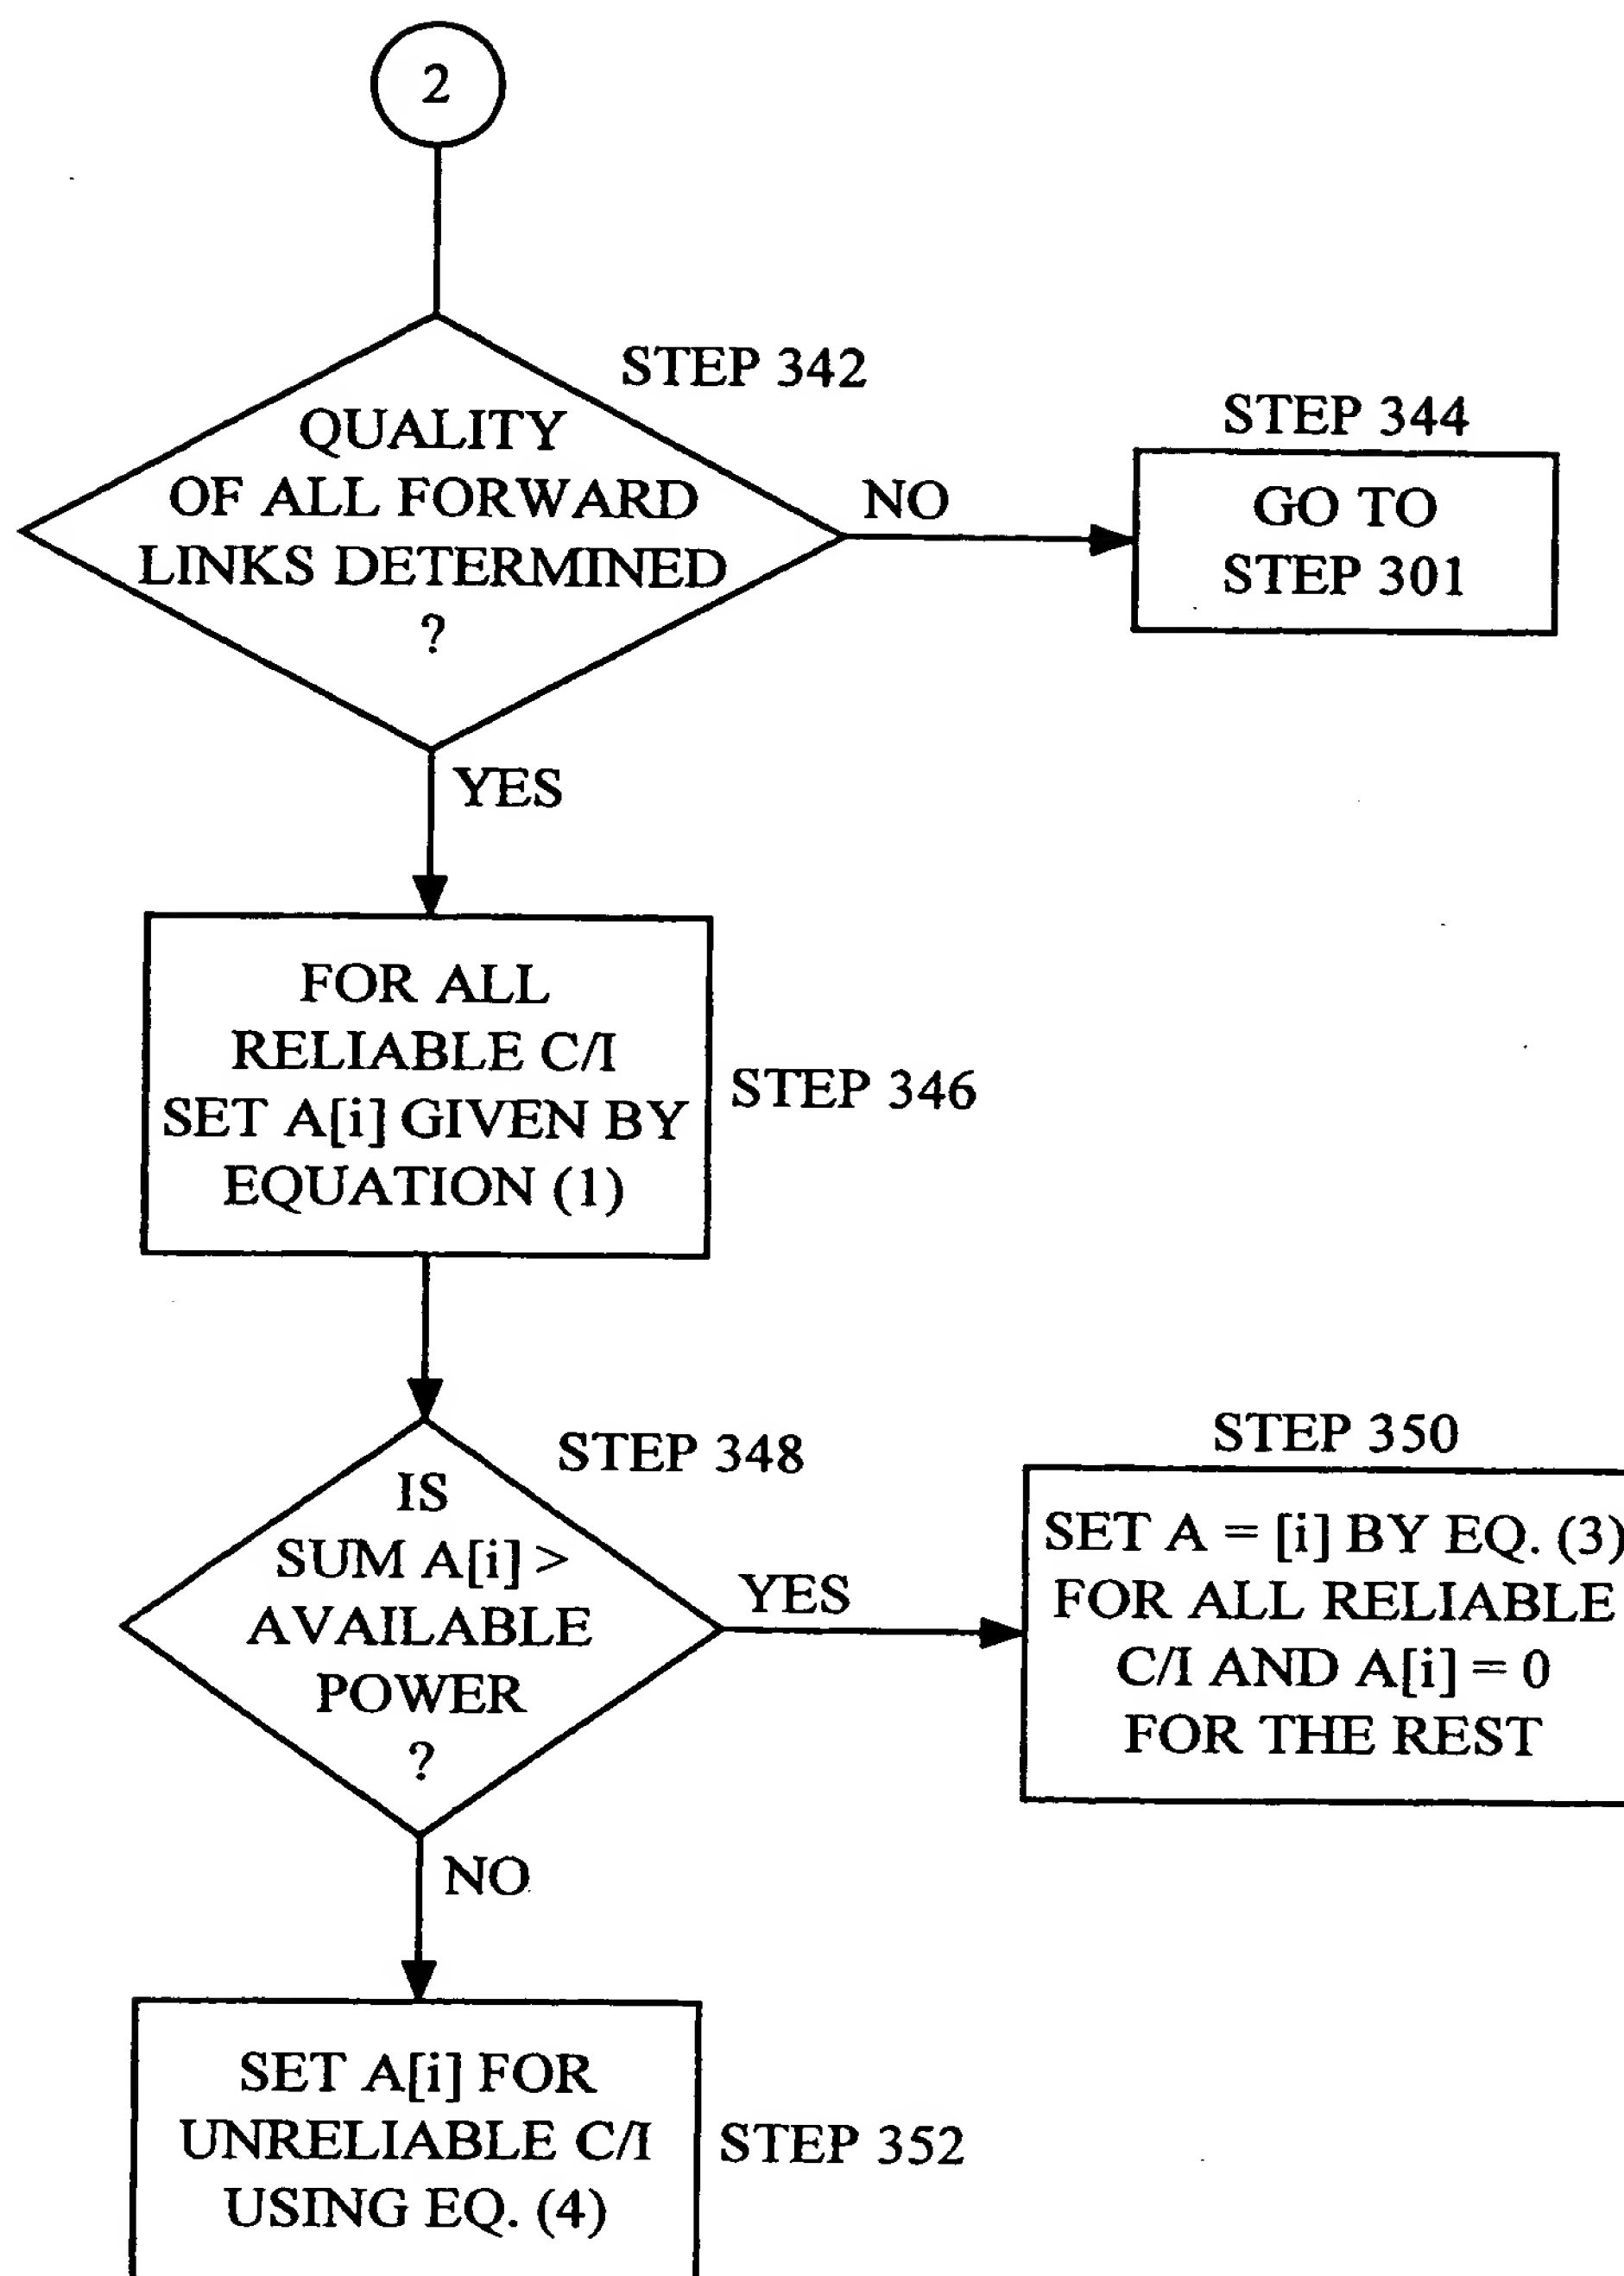 2
STEP 342
QUALITY
OF ALL FORWARD
LINKS DETERMINED
?
NO
STEP 344
GO TO
STEP 301
YES
FOR ALL
RELIABLE C/I
SET A[i] GIVEN BY
EQUATION (1)
STEP 346
STEP 348
IS
SUM A[i] >
AVAILABLE
POWER
?
YES
STEP 350
SET A = [i] BY EQ. (3)
FOR ALL RELIABLE
C/I AND A[i] = 0
FOR THE REST
NO
SET A[i] FOR
UNRELIABLE C/I
USING EQ. (4)
STEP 352